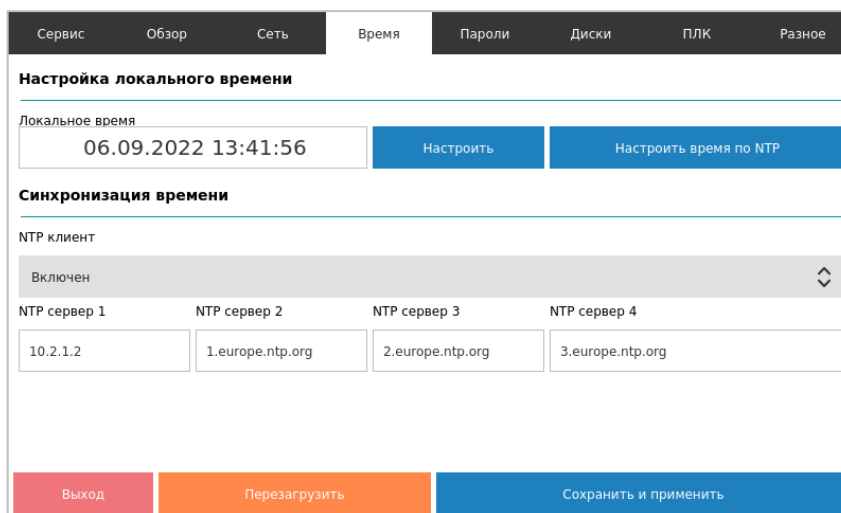 Сервис Обзор Сеть Время Пароли Диски ПЛК Разное
Настройка локального времени
Локальное время
06.09.2022 13:41:56 Настроить Настроить время по NTP
Синхронизация времени
NTP клиент
Включен
NTP сервер 1 NTP сервер 2 NTP сервер 3 NTP сервер 4
10.2.1.2 1.europe.ntp.org 2.europe.ntp.org 3.europe.ntp.org
Выход Перезагрузить Сохранить и применить